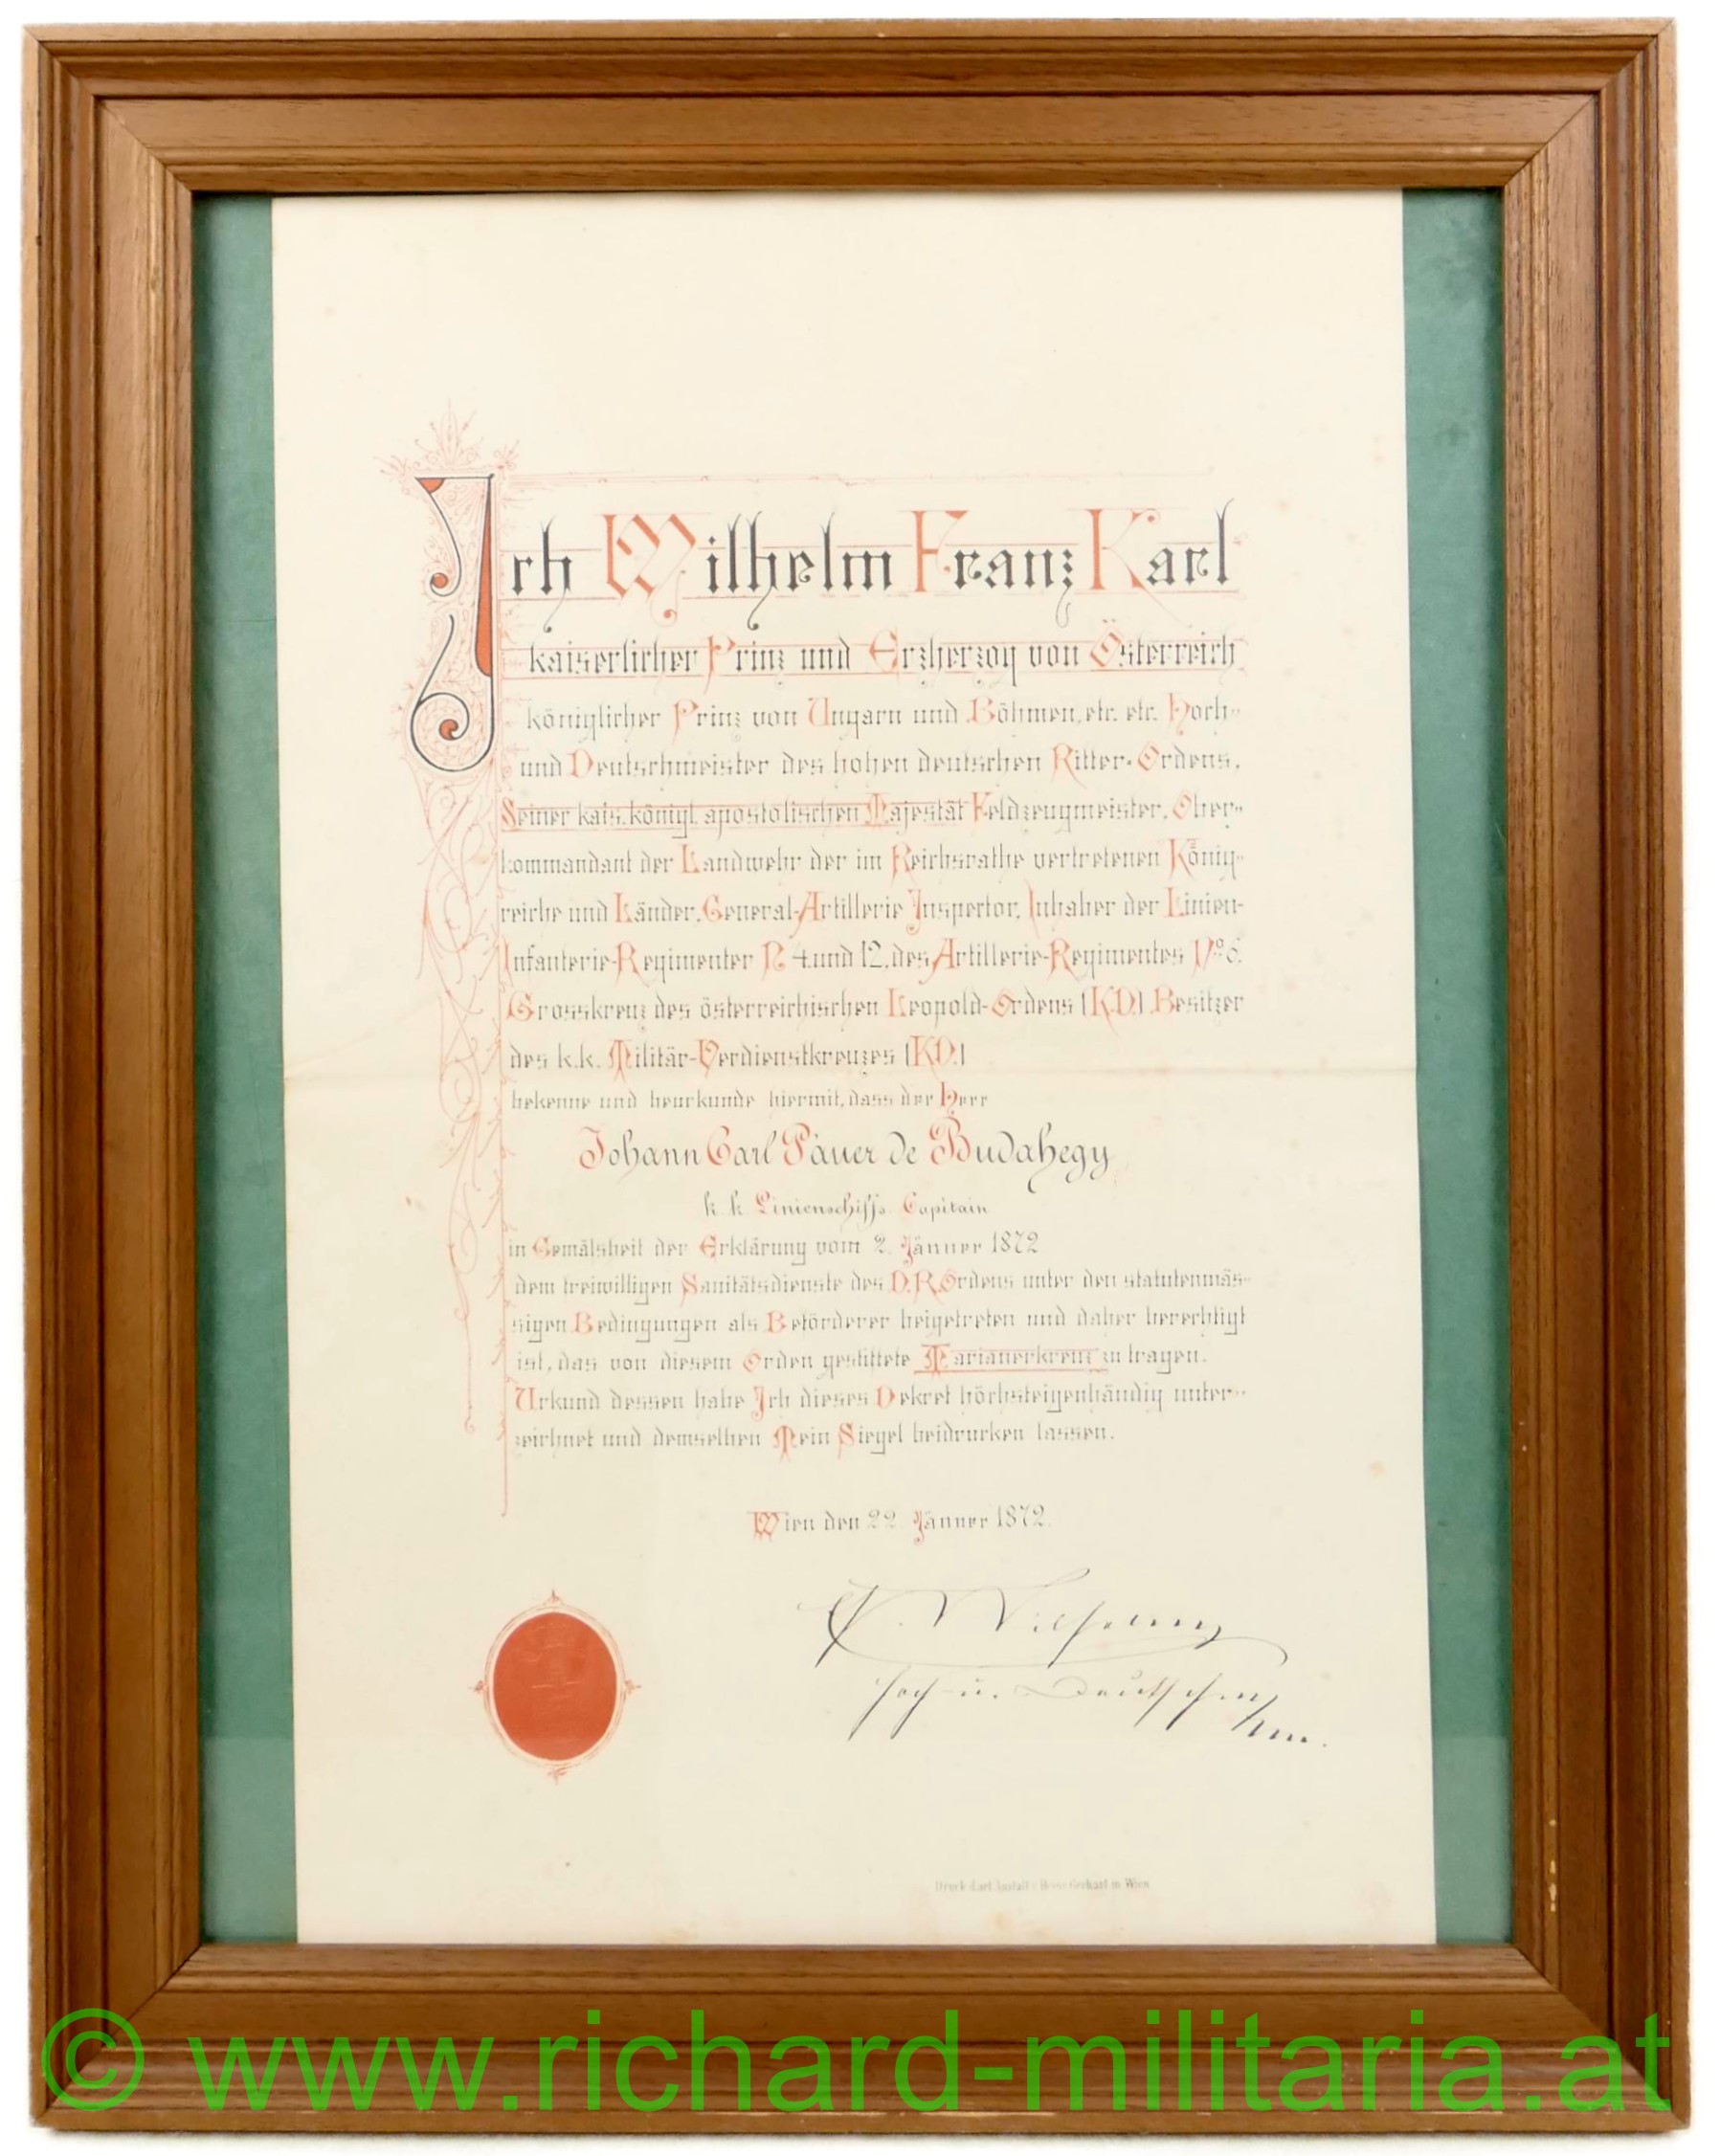 Ich Wilhelm Franz Karl
kaiserlicher Prinz und Erzherzog von Österreich
königlicher Prinz von Ungarn und Böhmen, etc. etc. Hoch-
und Deutschmeister des hohen deutschen Ritter-Ordens,
Seiner kais. königl. apostolischen Majestät Feldzeugmeister, Ober-
kommandant der Landwehr der im Reichsrathe vertretenen König-
reiche und Länder, General-Artillerie Inspector, Inhaber der Linien-
Infanterie-Regimenter N. 4 und 12, des Artillerie-Regimentes No. 6.
Grosskreuz des österreichischen Leopold-Ordens (K.D.) Besitzer
des k.k. Militär-Verdienstkreuzes (K.D.)
bekenne und beurkunde hiermit, dass der Herr
Johann Carl Pauer de Budahegy
k. k. Linienschiffs Capitain
in Gemäsheit der Erklärung vom 2. Jänner 1872
dem freiwilligen Sanitätsdienste des D.R.Ordens unter den statutenmäs-
sigen Bedingungen als Beförderer beigetreten und daher berechtigt
ist, das von diesem Orden gestiftete Marianerkreuz zu tragen.
Urkund dessen habe Ich dieses Dekret höchsteigenhändig unter-
zeichnet und demselben Mein Siegel beidrucken lassen.
Wien den 22. Jänner 1872.
E. Wilhelm
Hoch- u. Deutschm
in Wien
© www.richard-militaria.at